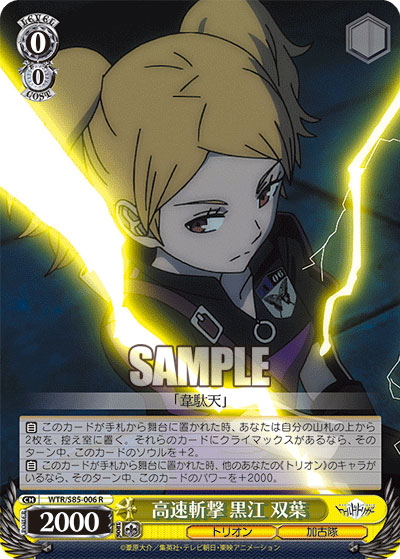 LEVEL
0
0
COST
06
SAMPLE
「韋駄天」
このカードが手札から舞台に置かれた時、あなたは自分の山札の上から
2枚を、控え室に置く。それらのカードにクライマックスがあるなら、その
ターン中、このカードのソウルを+2。
このカードが手札から舞台に置かれた時、他のあなたの《トリオン》のキャラが
いるなら、そのターン中、このカードのパワーを+2000。
CH
WTR/S85-006 R
POWER
2000
SOUL
高速斬撃 黒江 双葉
トリオン
加古隊
©葦原大介/集英社・テレビ朝日・東映アニメーション